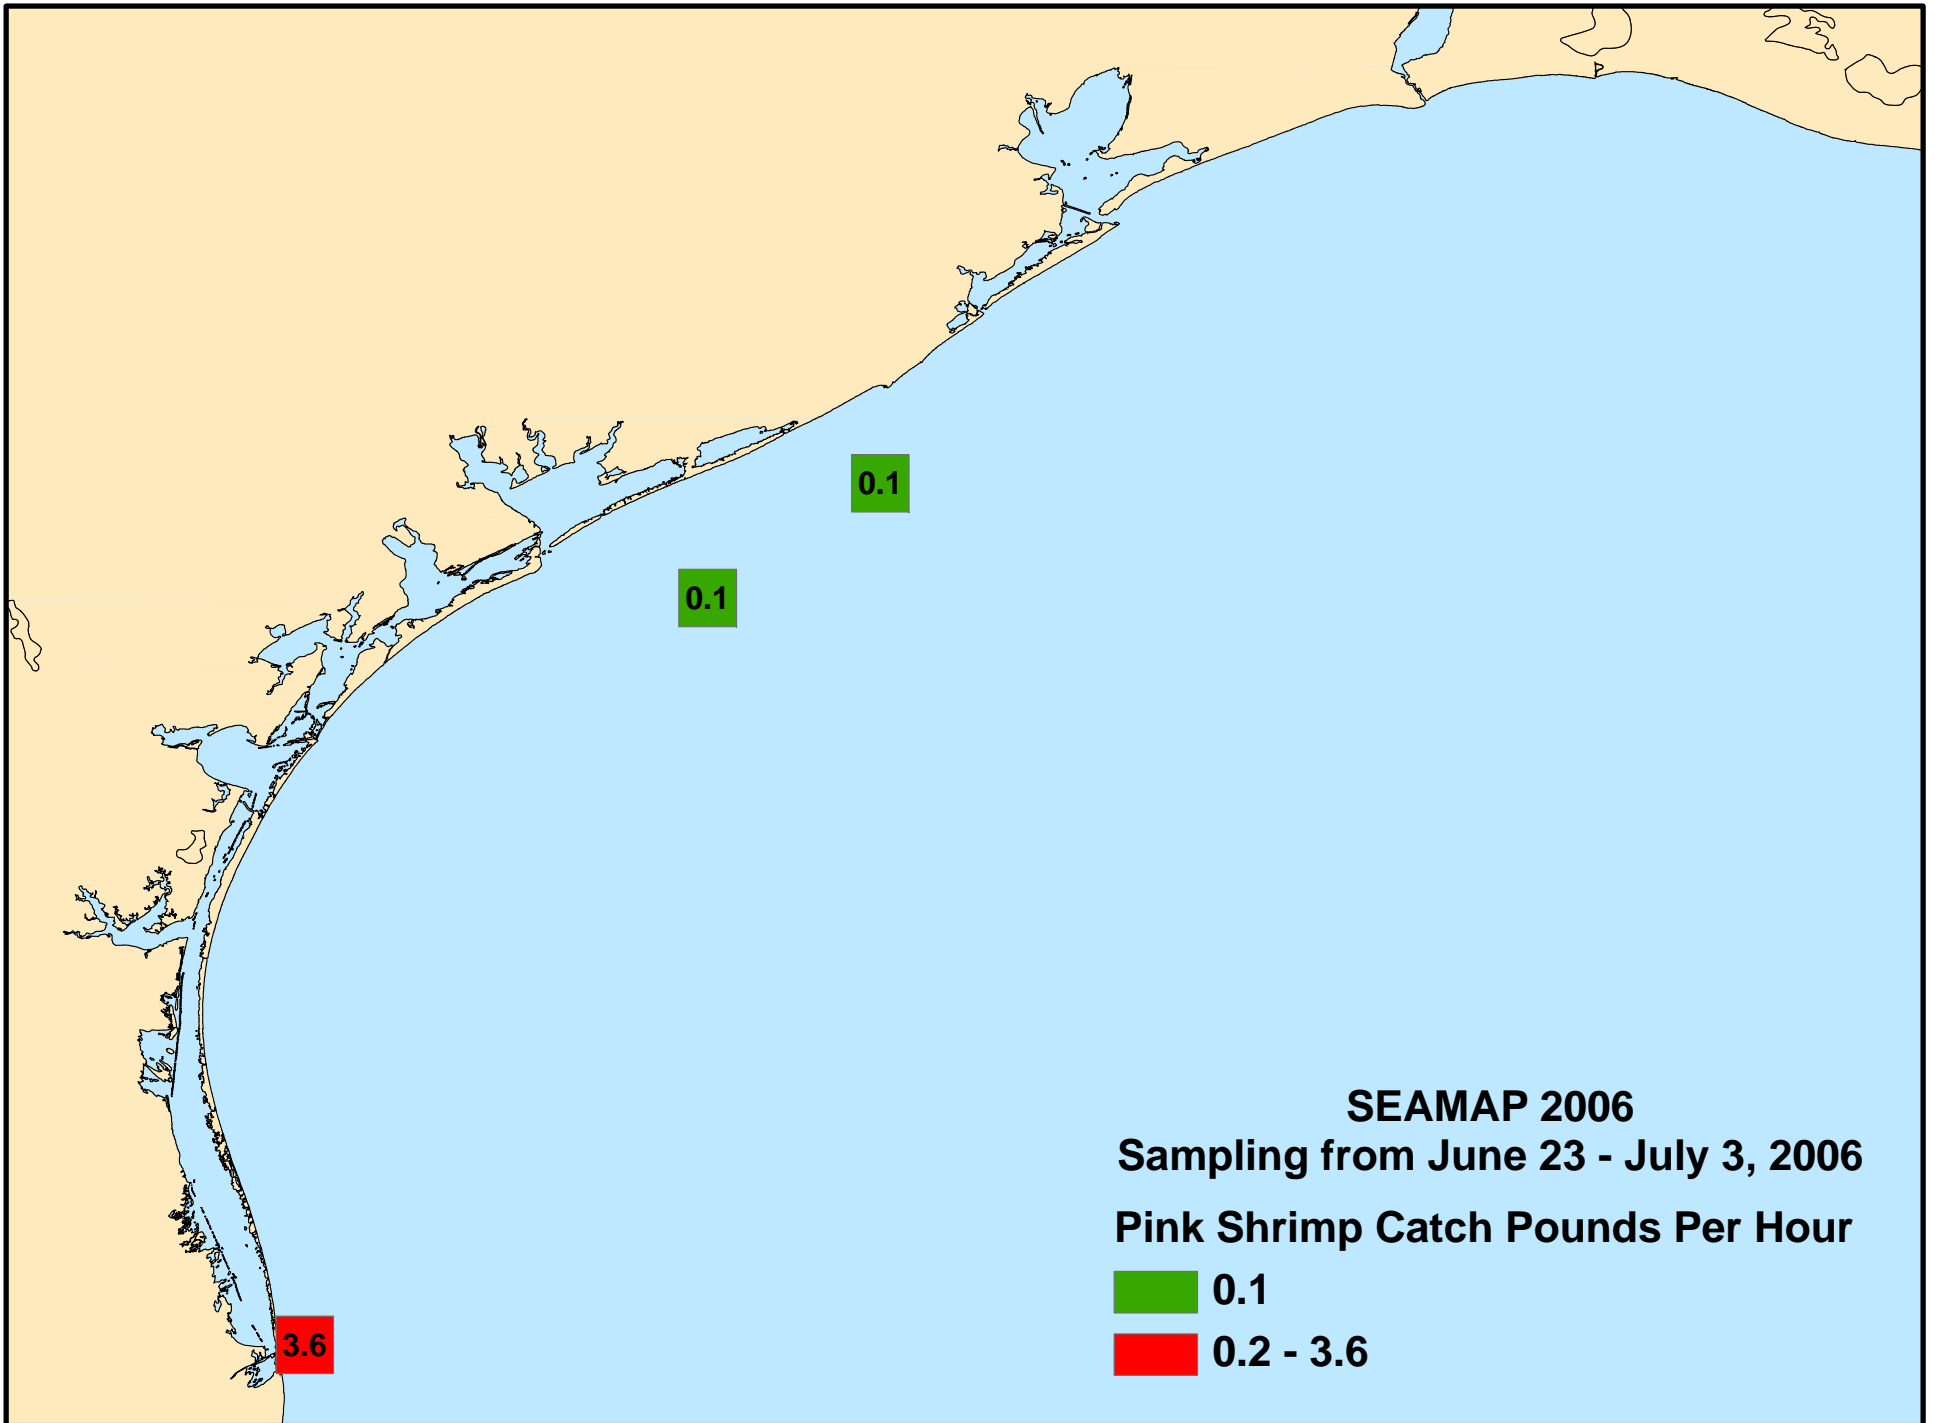 0.1
0.1
3.6
SEAMAP 2006
Sampling from June 23 - July 3, 2006
Pink Shrimp Catch Pounds Per Hour
0.1
0.2 - 3.6